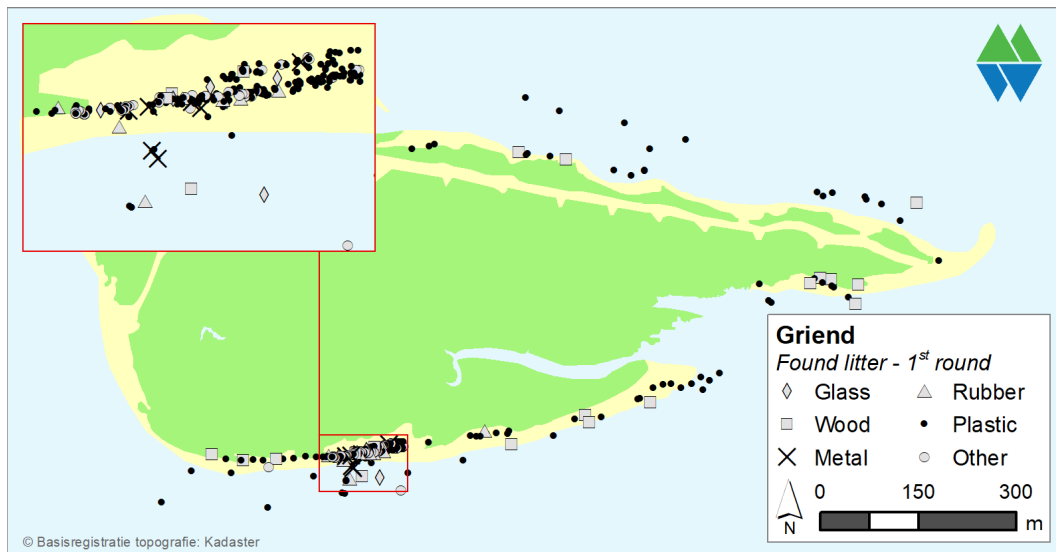 Griend
Found litter - 1st round
Glass
Rubber
Wood
Plastic
Metal
Other
0 150 300
m
N
© Basisregistratie topografie: Kadaster